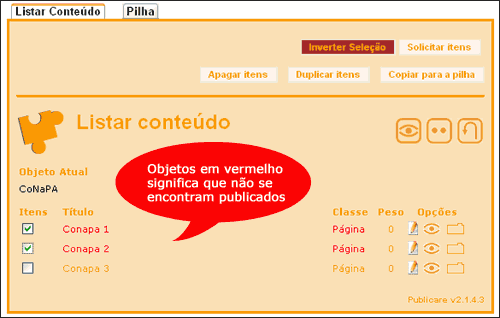 Listar Conteúdo Pilha
Inverter Seleção Solicitar itens
Apagar itens Duplicar itens Copiar para a pilha
Listar conteúdo
Objeto Atual
CoNaPA
Objetos em vermelho
significa que não se
encontram publicados
Itens Título Classe Peso Opções
Conapa 1 Página 0
Conapa 2 Página 0
Conapa 3 Página 0
Publicare v2.1.4.3